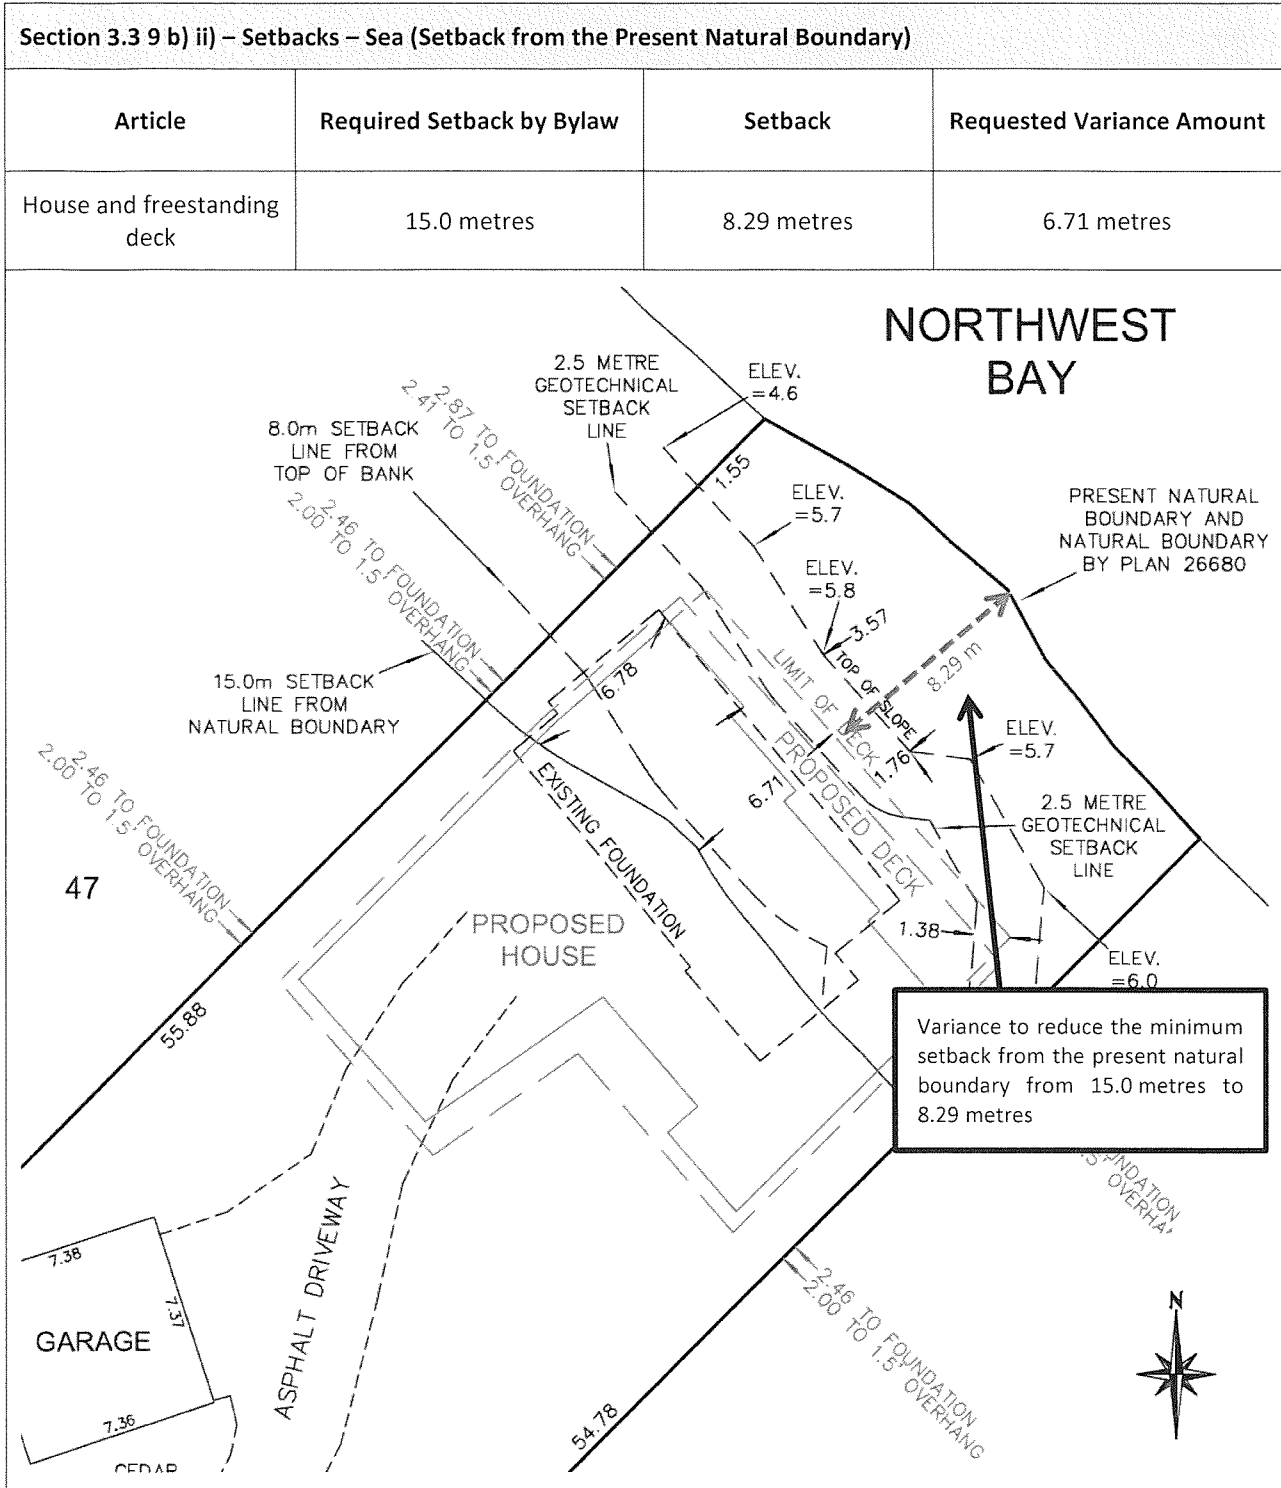 Section 3.3 9 b) ii) – Setbacks – Sea (Setback from the Present Natural Boundary)
Article
Required Setback by Bylaw
Setback
Requested Variance Amount
House and freestanding
deck
15.0 metres
8.29 metres
6.71 metres
NORTHWEST
BAY
2.5 METRE
GEOTECHNICAL
SETBACK
LINE
ELEV.
=4.6
2.87 TO FOUNDATION
2.41 TO 1.5' OVERHANG
8.0m SETBACK
LINE FROM
TOP OF BANK
1.55
ELEV.
=5.7
PRESENT NATURAL
BOUNDARY AND
NATURAL BOUNDARY
BY PLAN 26680
2.46 TO FOUNDATION
2.00 TO 1.5' OVERHANG
ELEV.
=5.8
3.57
TOP OF SLOPE
8.29 m
LIMIT OF DECK
15.0m SETBACK
LINE FROM
NATURAL BOUNDARY
6.78
ELEV.
=5.7
1.76
PROPOSED DECK
6.71
2.46 TO FOUNDATION
2.00 TO 1.5' OVERHANG
EXISTING FOUNDATION
2.5 METRE
GEOTECHNICAL
SETBACK
LINE
47
PROPOSED
HOUSE
1.38
ELEV.
=6.0
55.88
Variance to reduce the minimum
setback from the present natural
boundary from 15.0 metres to
8.29 metres
UNDATION
OVERHA
7.38
7.37
GARAGE
7.36
CEDAR
ASPHALT DRIVEWAY
2.46 TO FOUNDATION
2.00 TO 1.5' OVERHANG
54.78
N